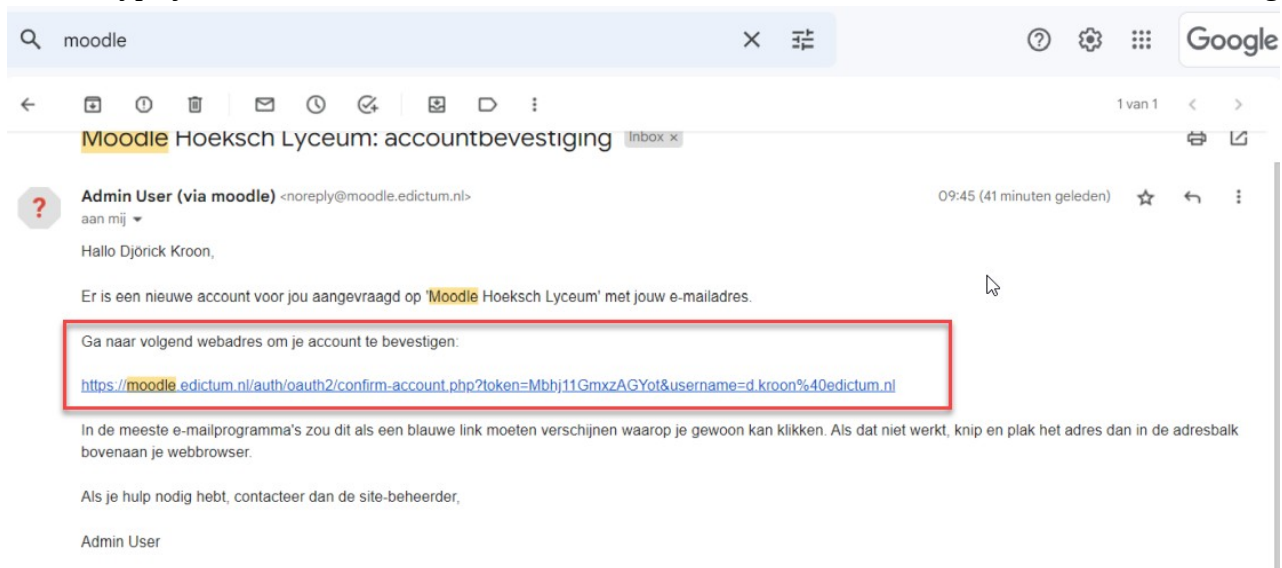 moodle
Google
1 van 1
Moodle Hoeksch Lyceum: accountbevestiging Inbox ×
Admin User (via moodle) <noreply@moodle.edictum.nl>
09:45 (41 minuten geleden)
aan mij
Hallo Djörick Kroon,
Er is een nieuwe account voor jou aangevraagd op 'Moodle Hoeksch Lyceum' met jouw e-mailadres.
Ga naar volgend webadres om je account te bevestigen:
https://moodle.edictum.nl/auth/oauth2/confirm-account.php?token=Mbhj11GmxzAGYot&username=d.kroon%40edictum.nl
In de meeste e-mailprogramma's zou dit als een blauwe link moeten verschijnen waarop je gewoon kan klikken. Als dat niet werkt, knip en plak het adres dan in de adresbalk
bovenaan je webbrowser.
Als je hulp nodig hebt, contacteer dan de site-beheerder,
Admin User